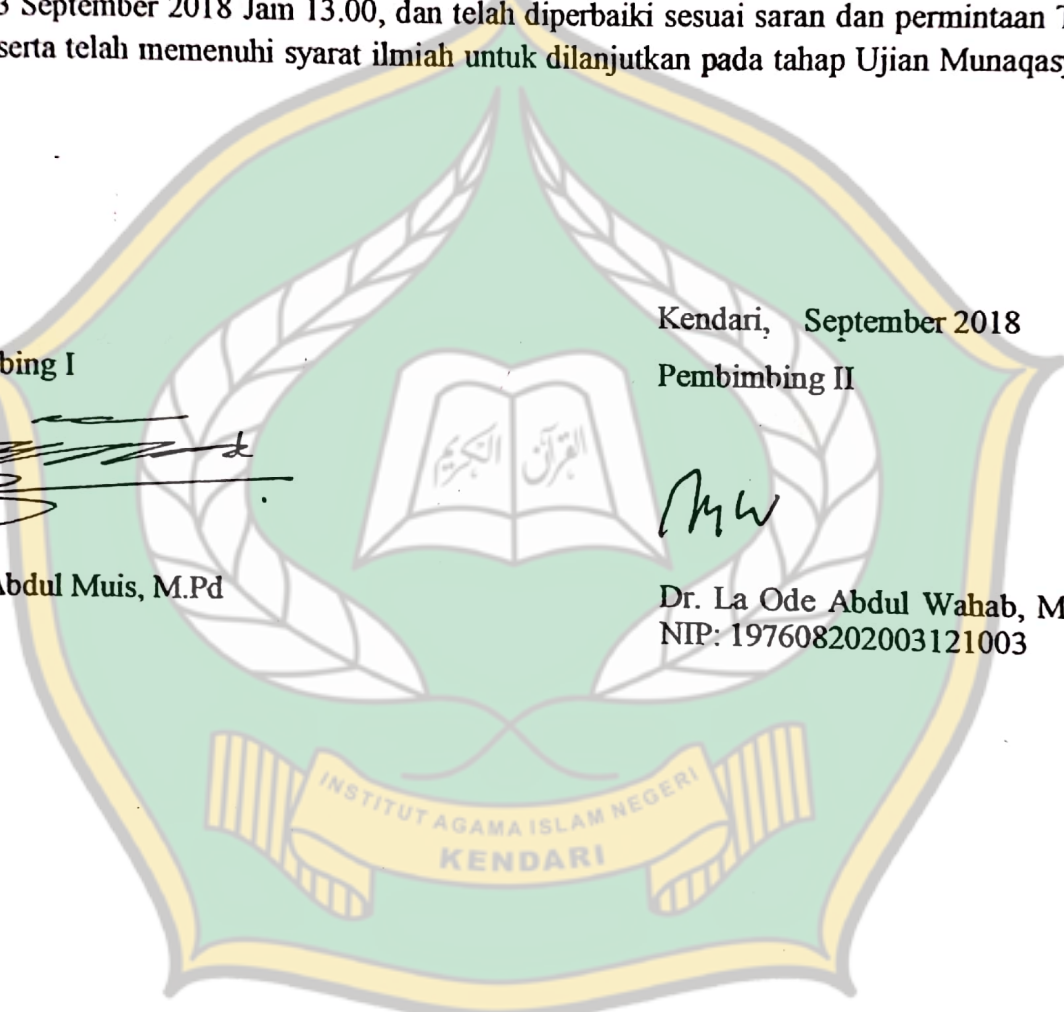 3 September 2018 Jam 13.00, dan telah diperbaiki sesuai saran dan permintaan
serta telah memenuhi syarat ilmiah untuk dilanjutkan pada tahap Ujian Munaqas
Kendari, September 2018
bing I
Pembimbing II
Abdul Muis, M.Pd
Dr. La Ode Abdul Wahab, M
NIP: 197608202003121003
القرآن الكريم
INSTITUT AGAMA ISLAM NEGERI
KENDARI